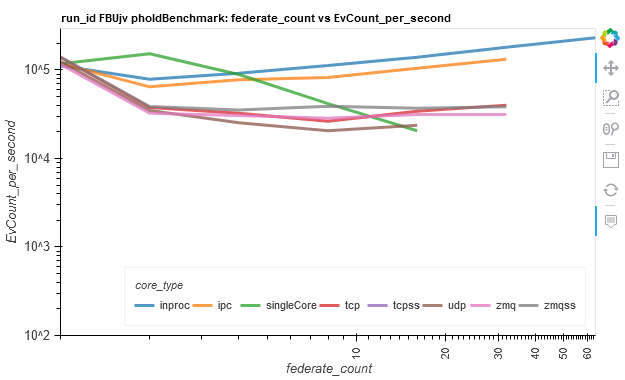 run_id FBUjv pholdBenchmark: federate_count vs EvCount_per_second
EvCount_per_second
10^5
10^4
10^3
10^2
core_type
inproc ipc singleCore tcp tcpss udp zmq zmqss
10 20 30 40 50 60
federate_count